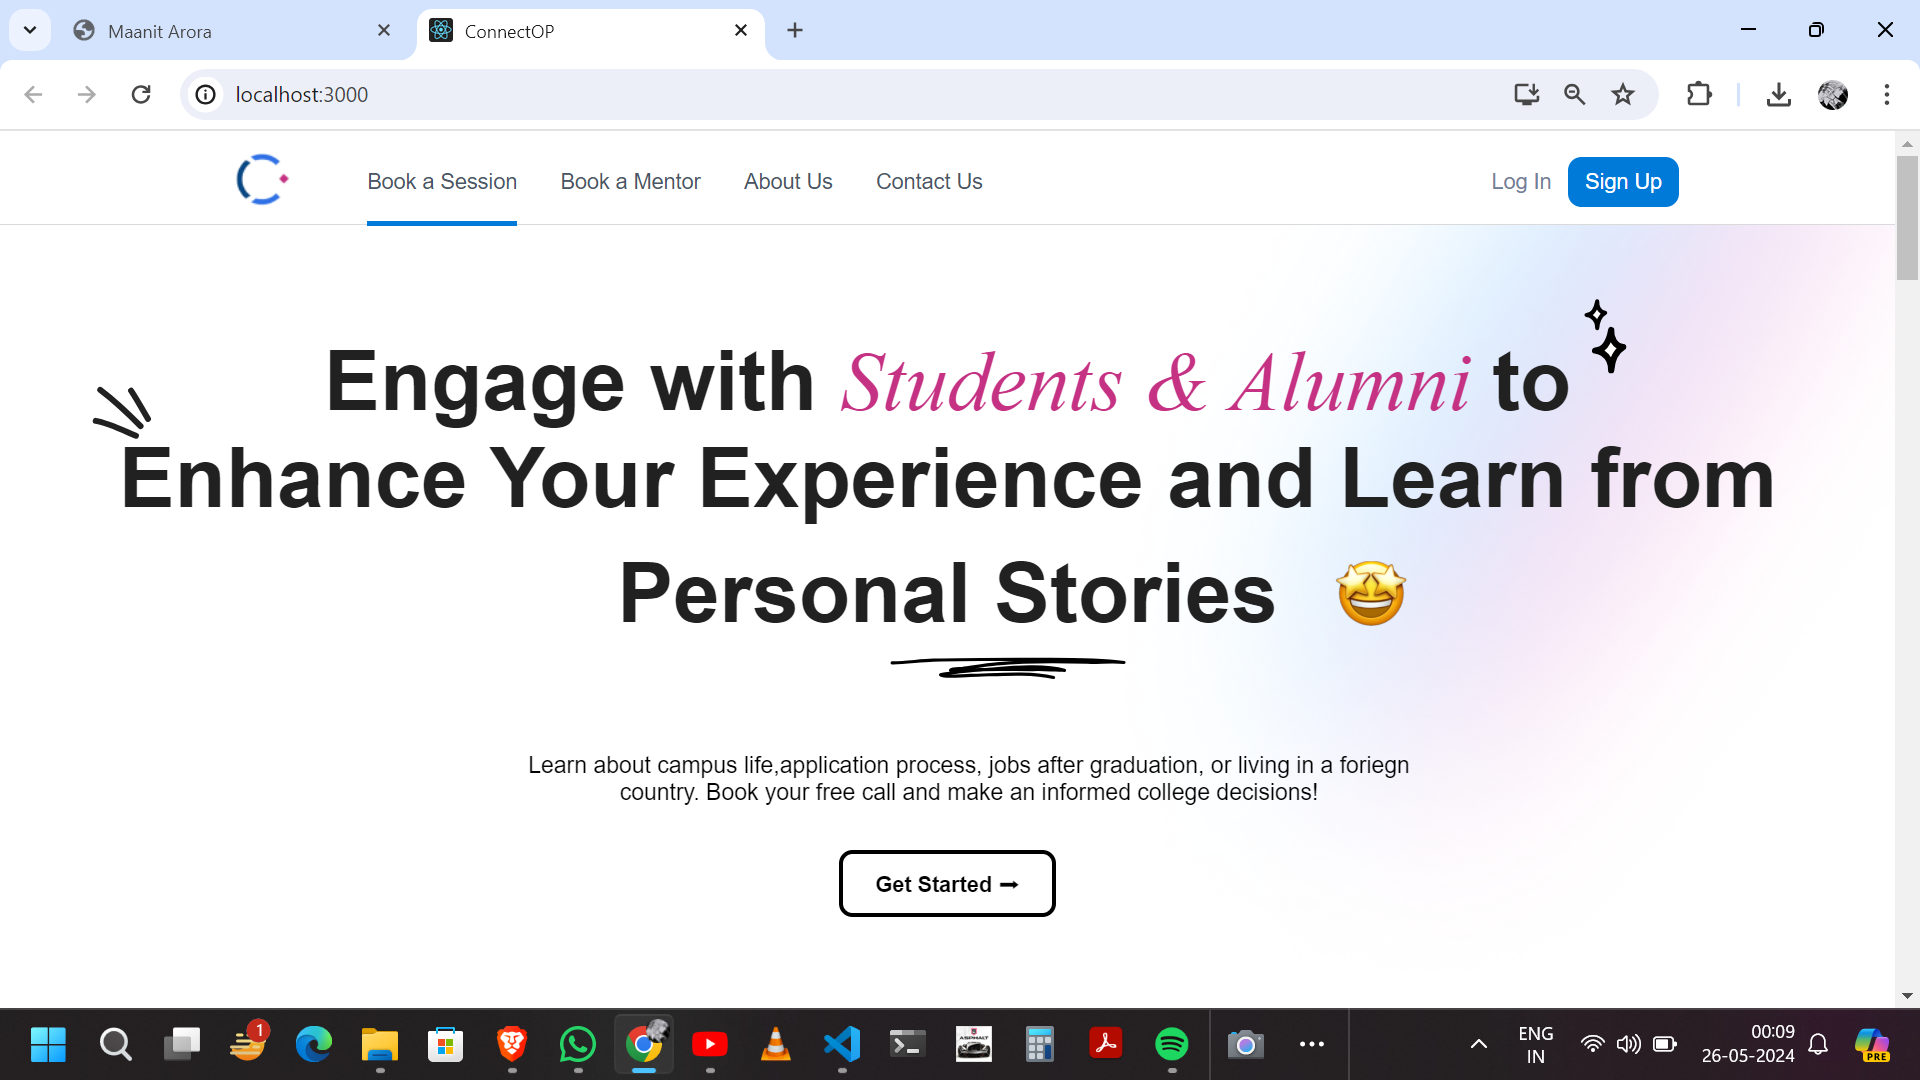 Maanit Arora
ConnectOP
localhost:3000
Book a Session
Book a Mentor
About Us
Contact Us
Log In
Sign Up
Engage with Students & Alumni to
Enhance Your Experience and Learn from
Personal Stories
Learn about campus life,application process, jobs after graduation, or living in a foriegn
country. Book your free call and make an informed college decisions!
Get Started
1
ASPHALT
ENG
IN
00:09
26-05-2024
PRE